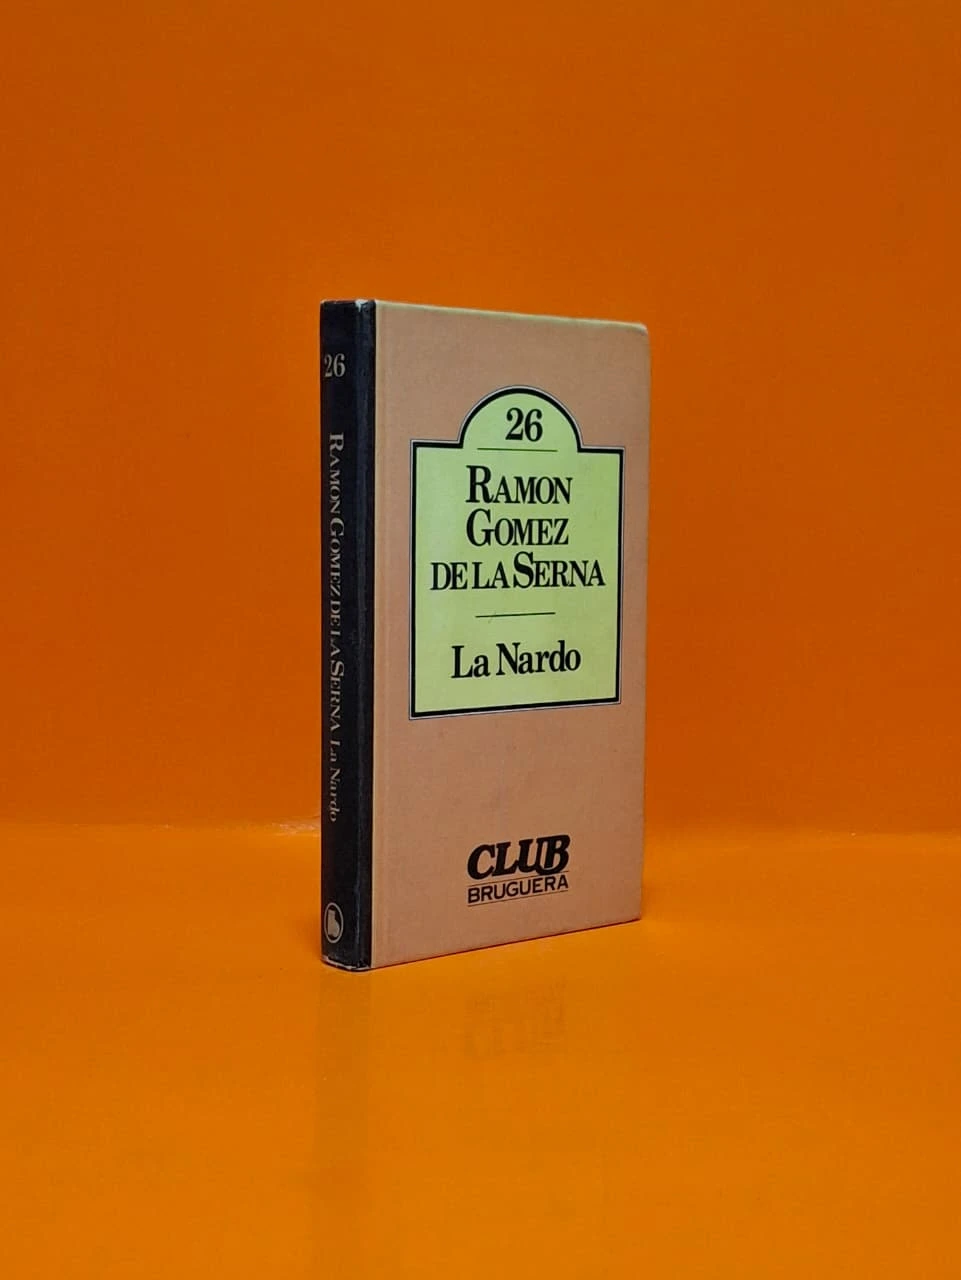 26
RAMON GOMEZ DE LA SERNA La Nardo
26
RAMON
GOMEZ
DE LA SERNA
La Nardo
CLUB
BRUGUERA